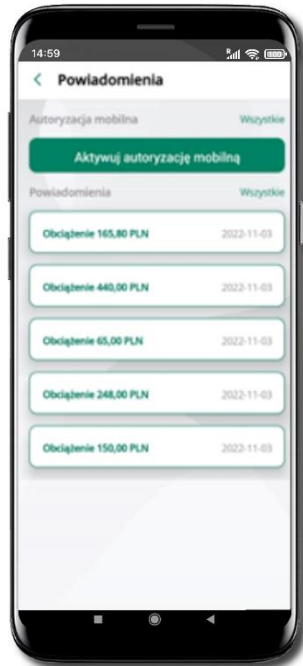 14:59
Powiadomienia
Autoryzacja mobilna Wszystkie
Aktywuj autoryzację mobilną
Powiadomienia Wszystkie
Obciążenie 165,80 PLN 2022-11-03
Obciążenie 440,00 PLN 2022-11-03
Obciążenie 65,00 PLN 2022-11-03
Obciążenie 248,00 PLN 2022-11-03
Obciążenie 150,00 PLN 2022-11-03